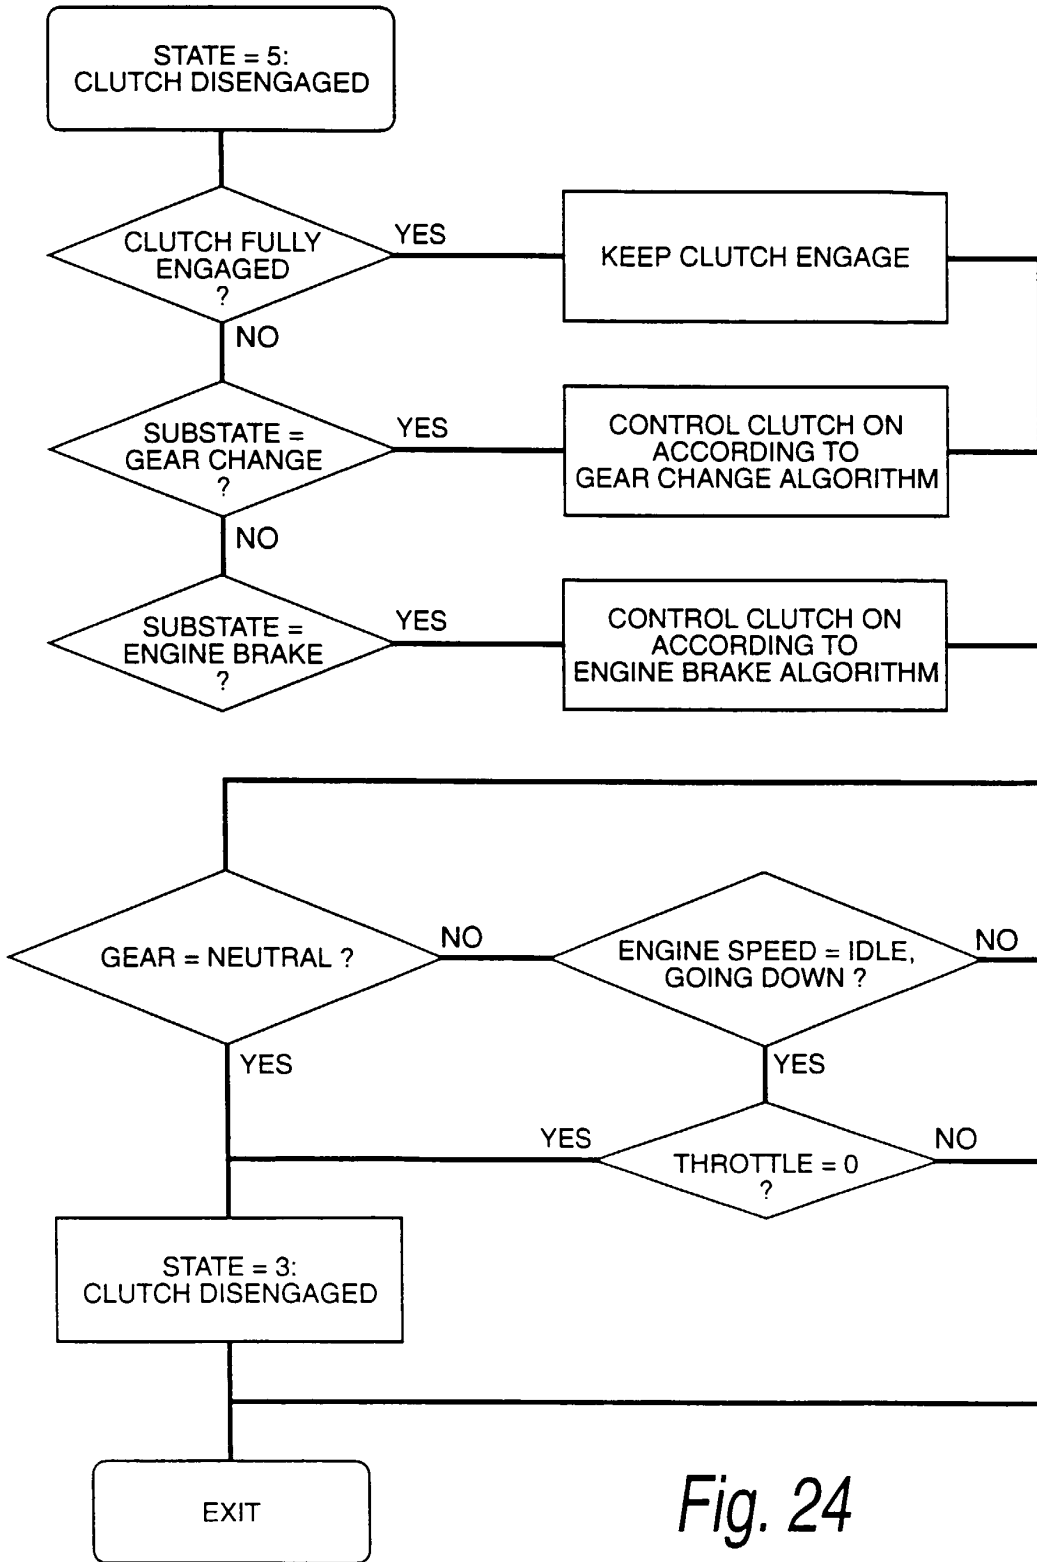 STATE = 5:
CLUTCH DISENGAGED
CLUTCH FULLY
ENGAGED
?
YES
KEEP CLUTCH ENGAGE
NO
SUBSTATE =
GEAR CHANGE
?
YES
CONTROL CLUTCH ON
ACCORDING TO
GEAR CHANGE ALGORITHM
NO
SUBSTATE =
ENGINE BRAKE
?
YES
CONTROL CLUTCH ON
ACCORDING TO
ENGINE BRAKE ALGORITHM
GEAR = NEUTRAL ?
NO
ENGINE SPEED = IDLE,
GOING DOWN ?
NO
YES
YES
YES
THROTTLE = 0
?
NO
STATE = 3:
CLUTCH DISENGAGED
EXIT
Fig. 24